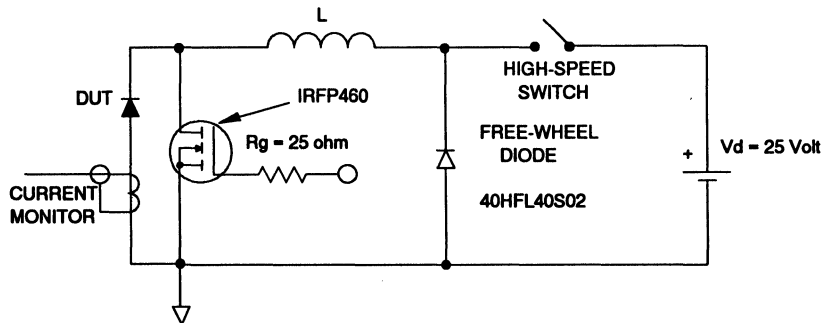 L
HIGH-SPEED
SWITCH
DUT
IRFP460
Rg = 25 ohm
FREE-WHEEL
DIODE
40HFL40S02
+
Vd = 25 Volt
CURRENT
MONITOR